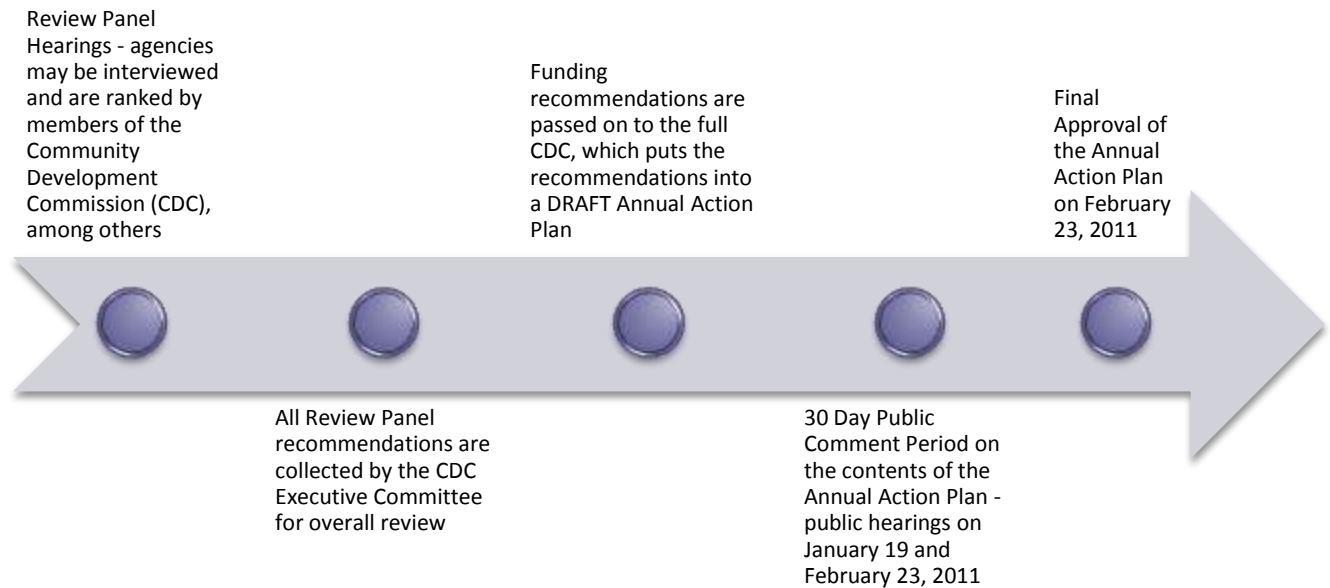 Review Panel
Hearings - agencies
may be interviewed
and are ranked by
members of the
Community
Development
Commission (CDC),
among others
All Review Panel
recommendations are
collected by the CDC
Executive Committee
for overall review
Funding
recommendations are
passed on to the full
CDC, which puts the
recommendations into
a DRAFT Annual Action
Plan
30 Day Public
Comment Period on
the contents of the
Annual Action Plan -
public hearings on
January 19 and
February 23, 2011
Final
Approval of
the Annual
Action Plan
on February
23, 2011